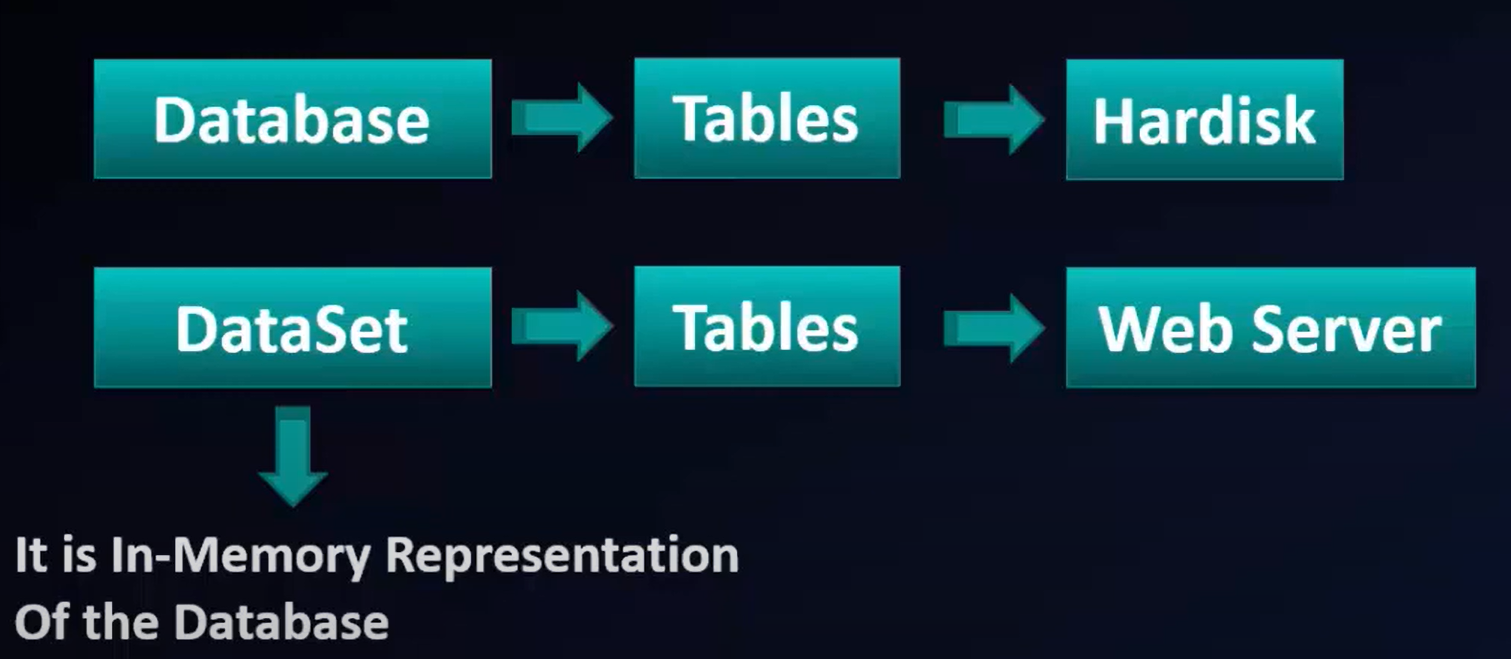 Database
Tables
Hardisk
DataSet
Tables
Web Server
It is In-Memory Representation
Of the Database